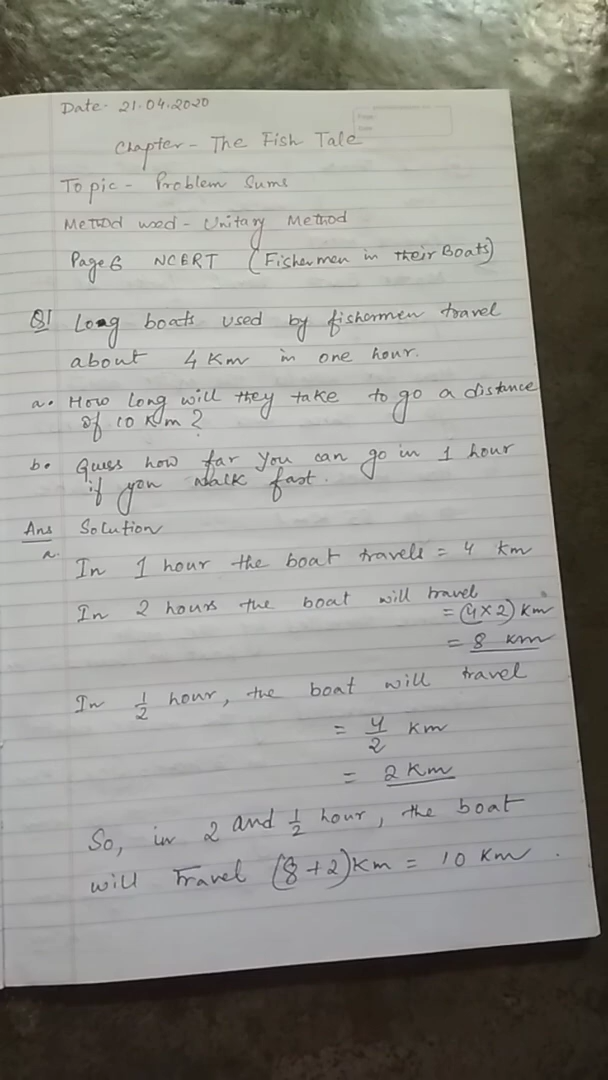 Date- 21.04.2020
Chapter - The Fish Tale
Topic - Problem Sums
Method used - Unitary Method
Page 6 NCERT (Fishermen in their Boats)
Q1 Long boats used by fishermen travel
about 4 Km in one hour.
a. How long will they take to go a distance
of 10 Km?
b. Guess how far you can go in 1 hour
if you walk fast.
Ans Solution
a.
In 1 hour the boat travels = 4 km
In 2 hours the boat will travel
= (4 x 2) Km
= 8 km
In 1/2 hour, the boat will travel
= 4/2 Km
= 2 Km
So, in 2 and 1/2 hour, the boat
will Travel (8+2)Km = 10 Km.